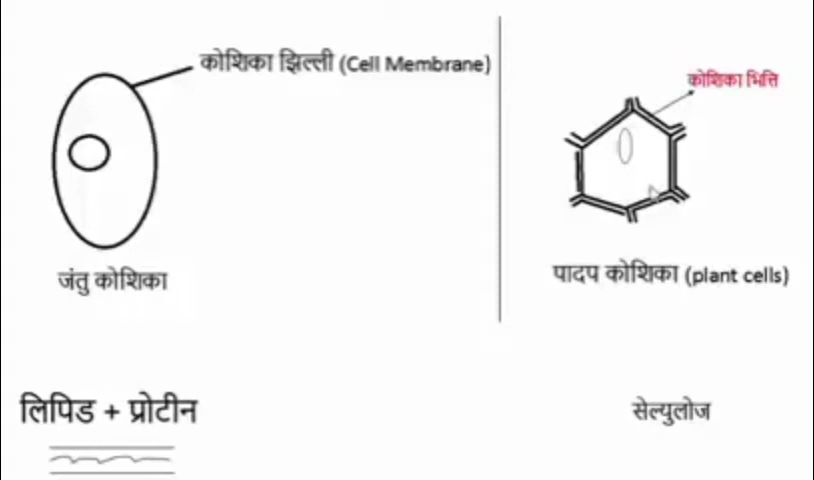 कोशिका झिल्ली (Cell Membrane)
कोशिका भित्ति
जंतु कोशिका
पादप कोशिका (plant cells)
लिपिड + प्रोटीन
सेल्युलोज